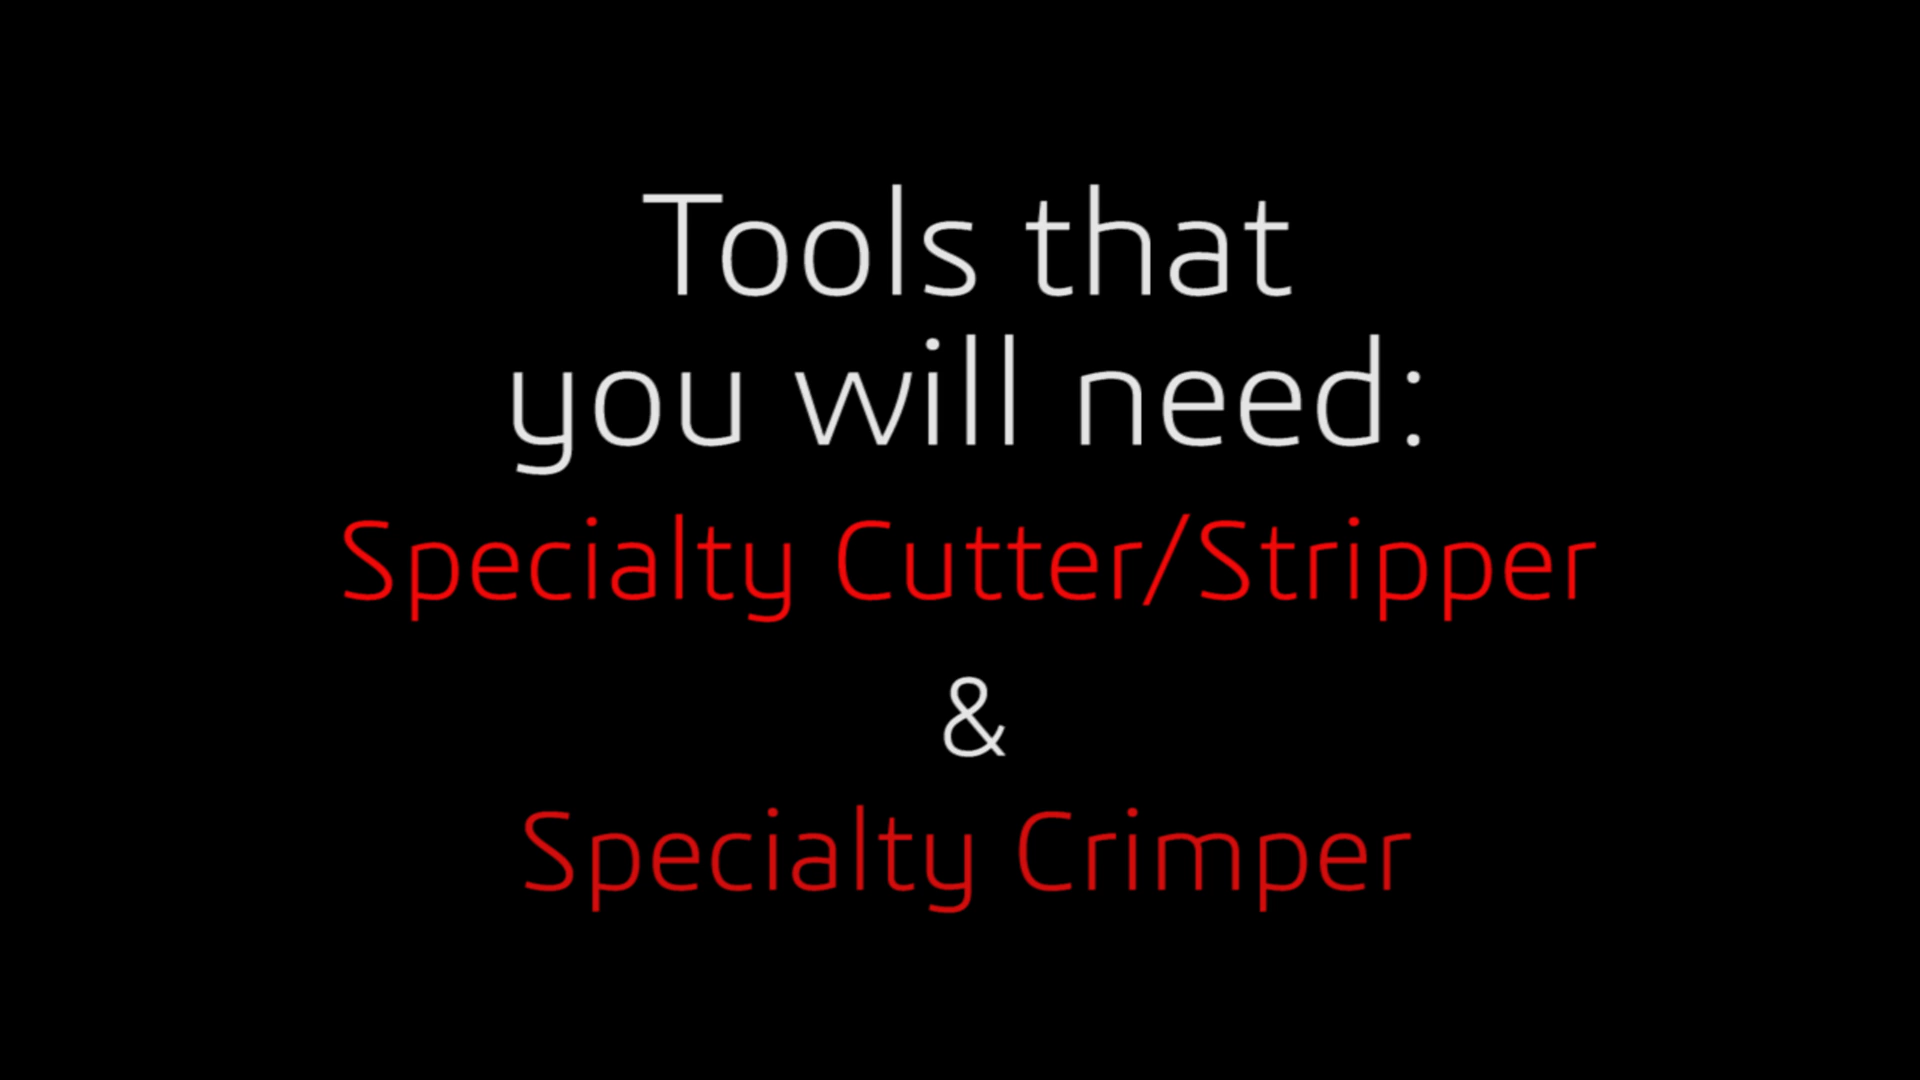 Tools that
you will need:
Specialty Cutter/Stripper
&
Specialty Crimper